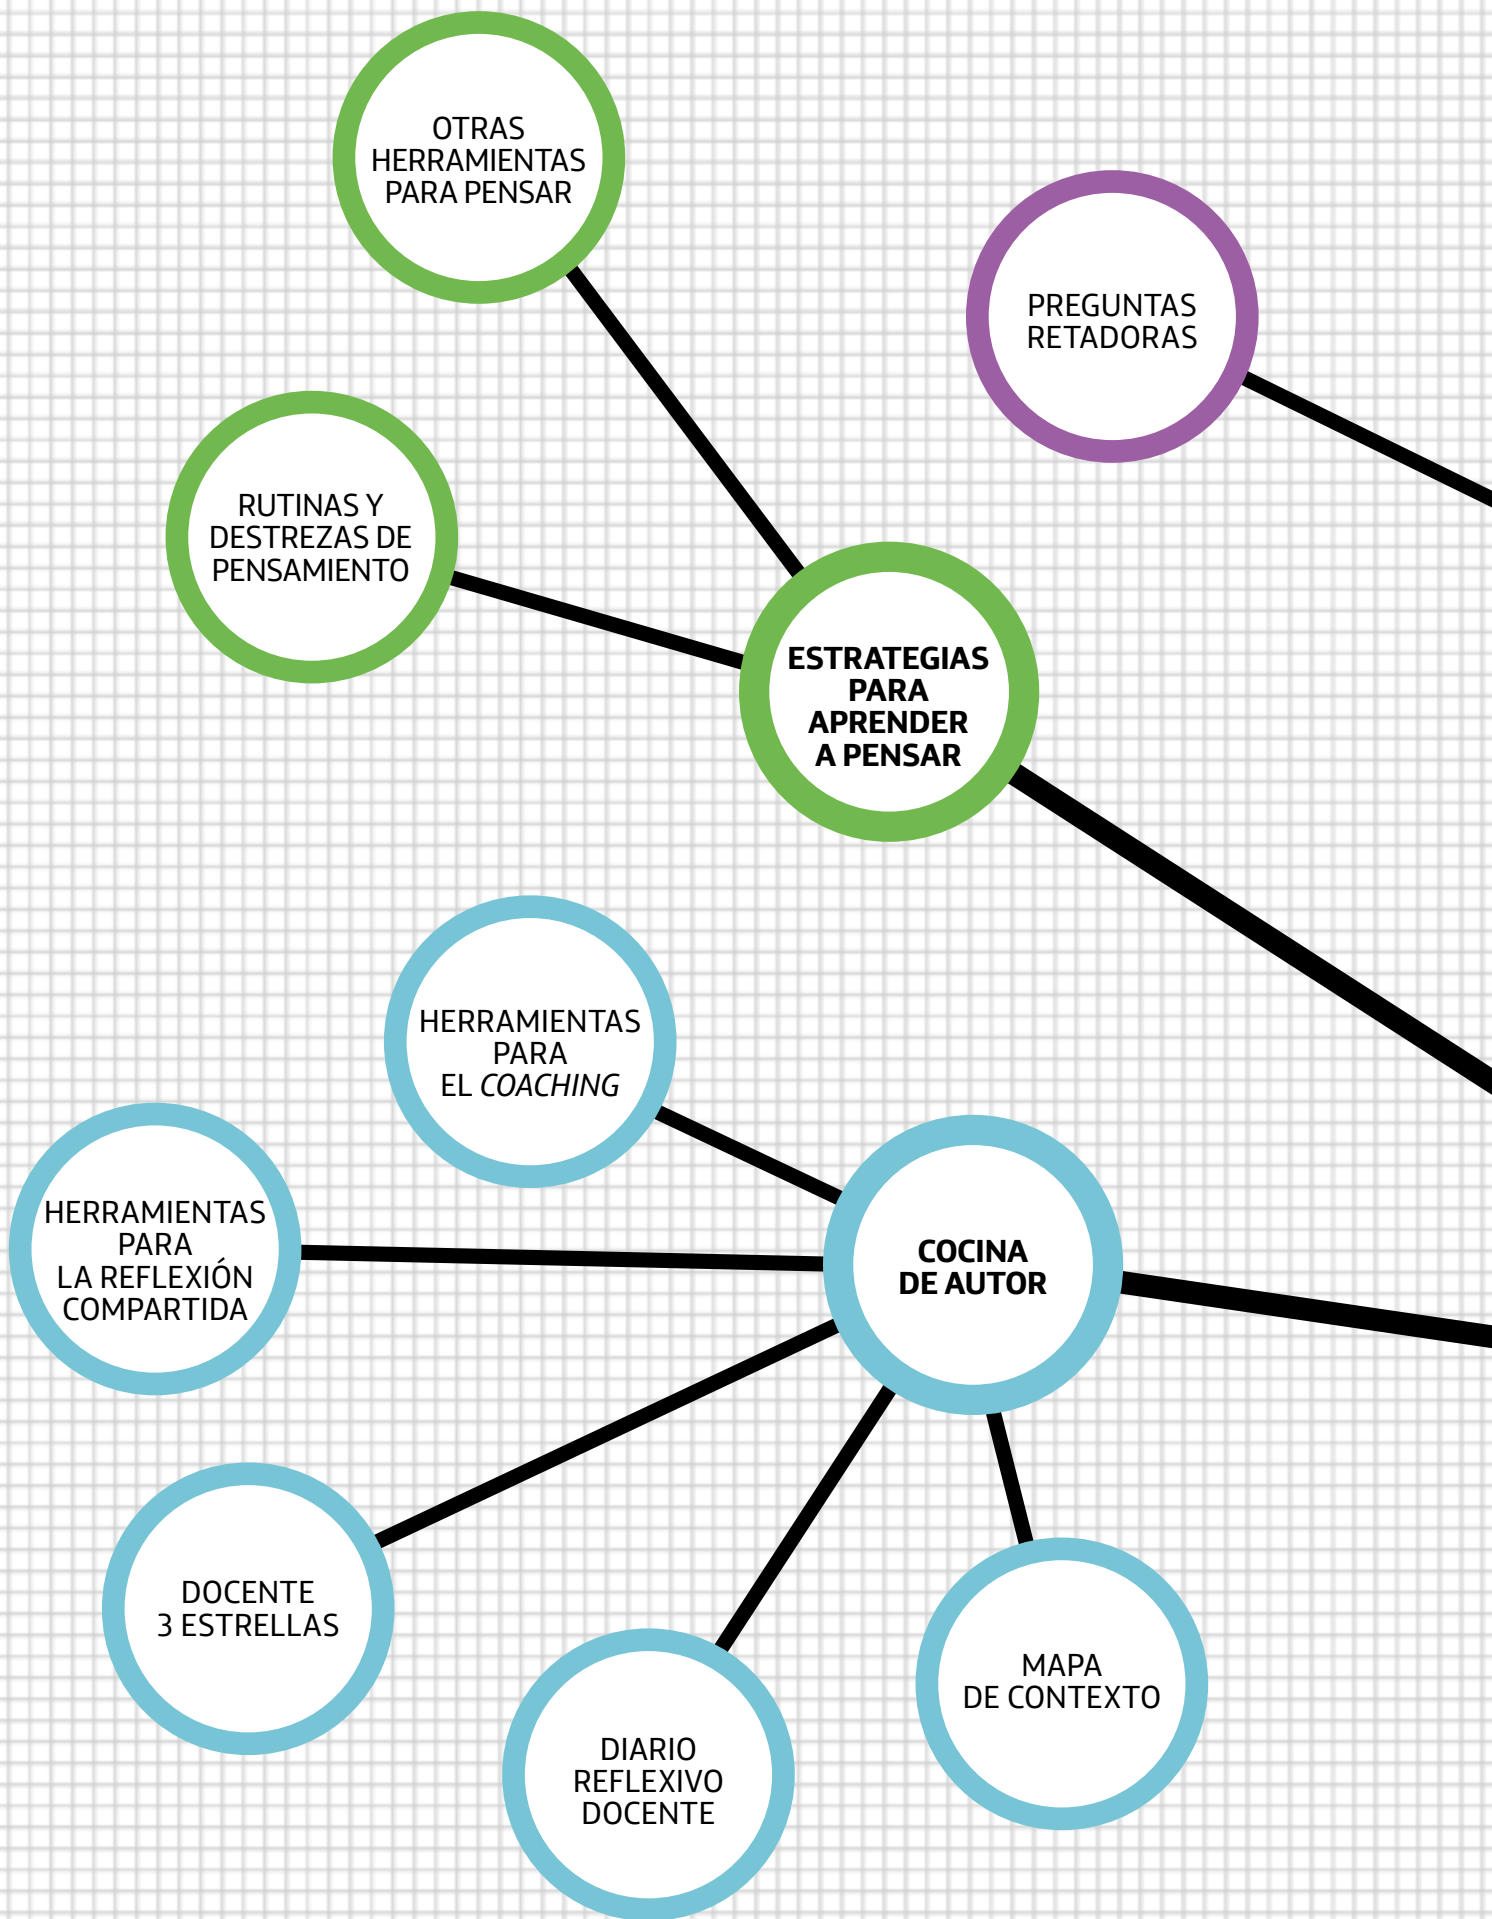 OTRAS
HERRAMIENTAS
PARA PENSAR
PREGUNTAS
RETADORAS
RUTINAS Y
DESTREZAS DE
PENSAMIENTO
ESTRATEGIAS
PARA
APRENDER
A PENSAR
HERRAMIENTAS
PARA
EL COACHING
HERRAMIENTAS
PARA
LA REFLEXIÓN
COMPARTIDA
COCINA
DE AUTOR
DOCENTE
3 ESTRELLAS
MAPA
DE CONTEXTO
DIARIO
REFLEXIVO
DOCENTE